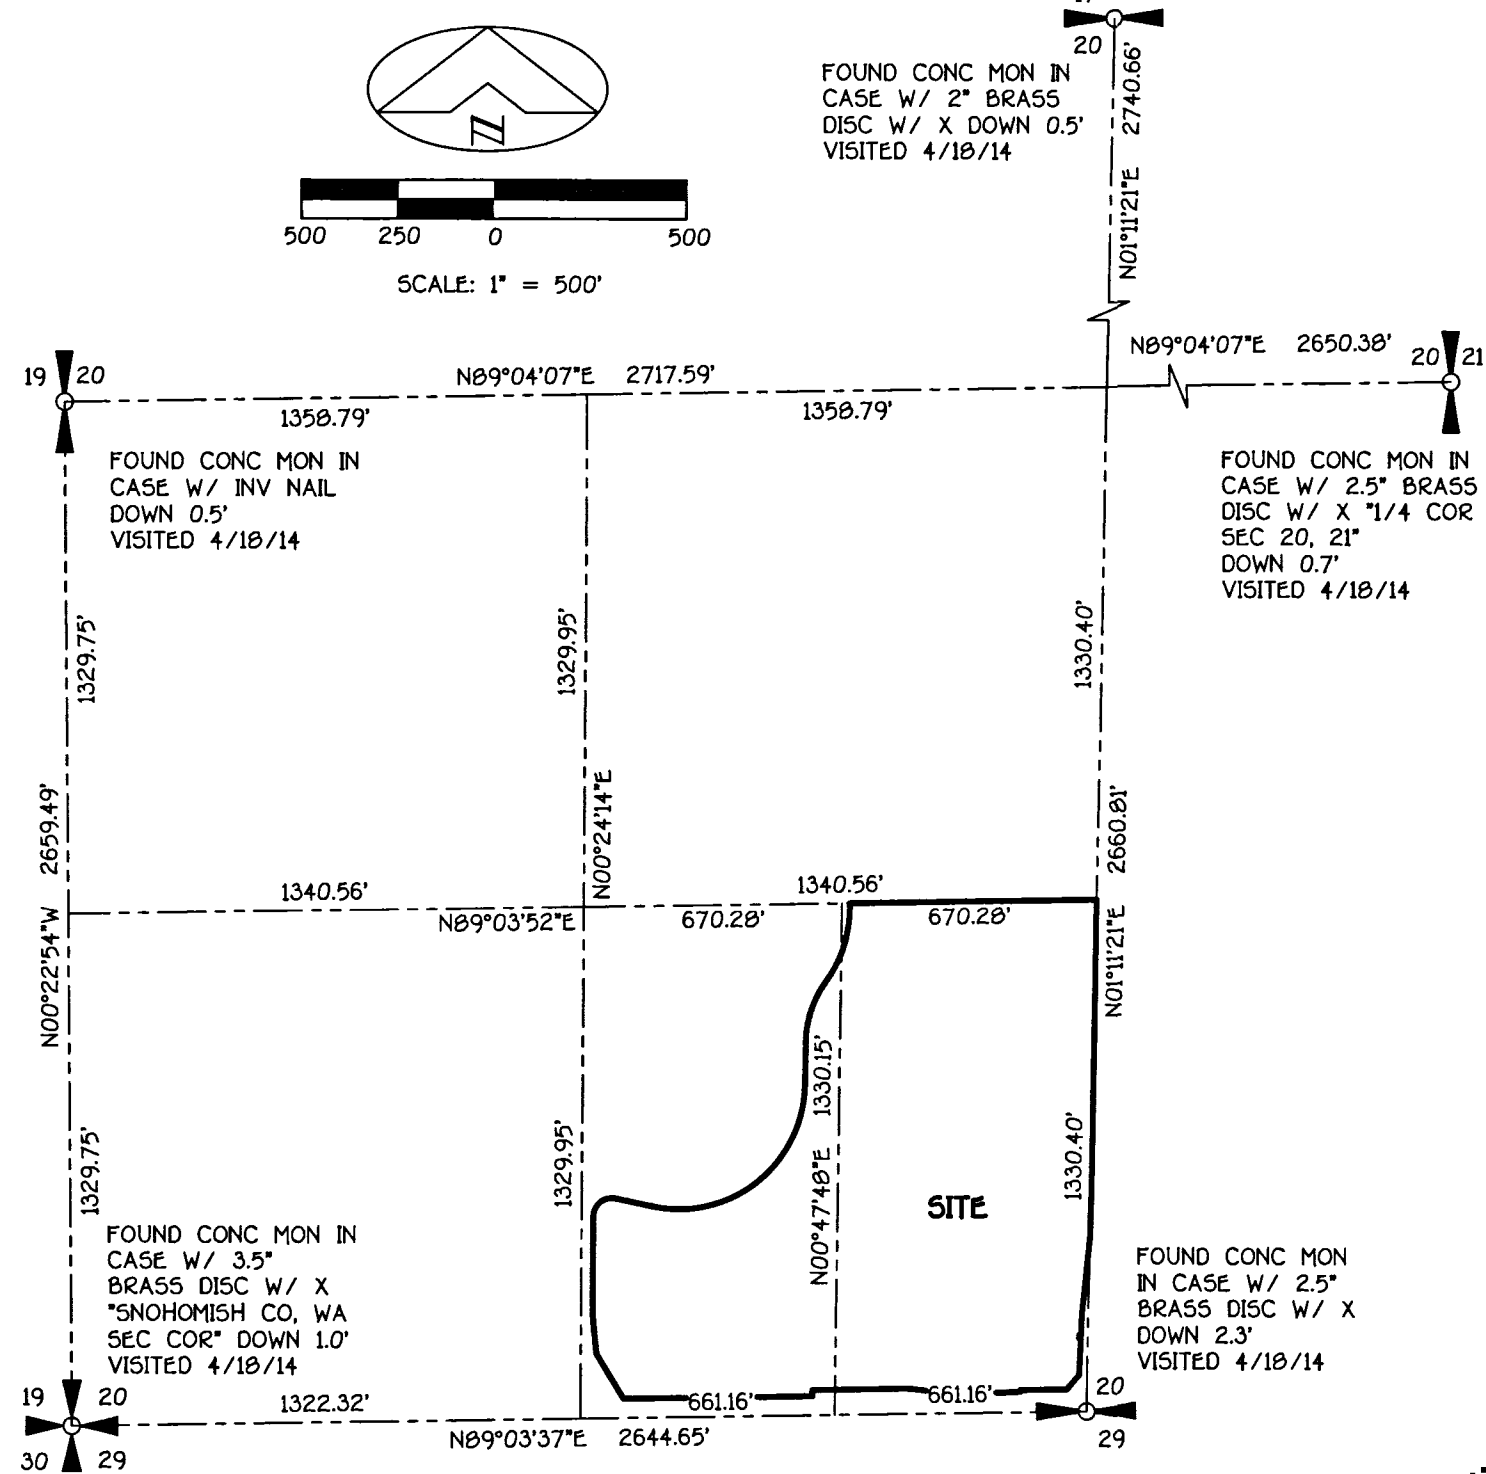 20
FOUND CONC MON IN
CASE W/ 2" BRASS
DISC W/ X DOWN 0.5'
VISITED 4/18/14
N01°11'21"E 2740.66'
N
500 250 0 500
SCALE: 1" = 500'
N89°04'07"E 2650.38'
20 21
19 20
N89°04'07"E 2717.59'
1358.79'
1358.79'
FOUND CONC MON IN
CASE W/ INV NAIL
DOWN 0.5'
VISITED 4/18/14
FOUND CONC MON IN
CASE W/ 2.5" BRASS
DISC W/ X "1/4 COR
SEC 20, 21"
DOWN 0.7'
VISITED 4/18/14
1329.75'
1329.95'
1330.40'
N00°22'54"W 2659.49'
N00°24'14"E
N01°11'21"E 2660.81'
1340.56'
1340.56'
N89°03'52"E
670.28'
670.28'
1329.75'
1329.95'
N00°47'48"E 1330.15'
1330.40'
SITE
FOUND CONC MON IN
CASE W/ 3.5"
BRASS DISC W/ X
"SNOHOMISH CO, WA
SEC COR" DOWN 1.0'
VISITED 4/18/14
FOUND CONC MON
IN CASE W/ 2.5"
BRASS DISC W/ X
DOWN 2.3'
VISITED 4/18/14
19 20
1322.32'
661.16'
661.16'
20
N89°03'37"E 2644.65'
29
30 29